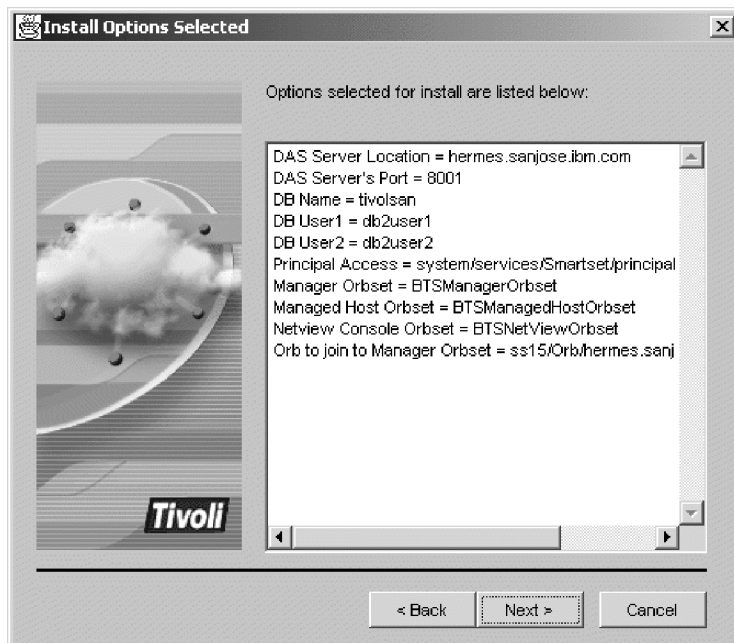 Install Options Selected
Options selected for install are listed below:
DAS Server Location = hermes.sanjose.ibm.com
DAS Server's Port = 8001
DB Name = tivolsan
DB User1 = db2user1
DB User2 = db2user2
Principal Access = system/services/Smartset/principal
Manager Orbset = BTSManagerOrbset
Managed Host Orbset = BTSManagedHostOrbset
Netview Console Orbset = BTSNetViewOrbset
Orb to join to Manager Orbset = ss15/Orb/hermes.sanj
Tivoli
< Back Next > Cancel